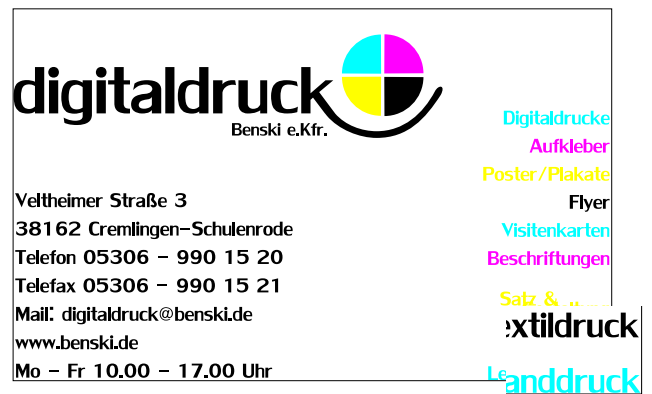 digitaldruck
Benski e.Kfr.
Digitaldrucke
Aufkleber
Poster/Plakate
Flyer
Visitenkarten
Beschriftungen
Satz &
extildruck
anddruck
Veltheimer Straße 3
38162 Cremlingen-Schulenrode
Telefon 05306 - 990 15 20
Telefax 05306 - 990 15 21
Mail: digitaldruck@benski.de
www.benski.de
Mo - Fr 10.00 - 17.00 Uhr